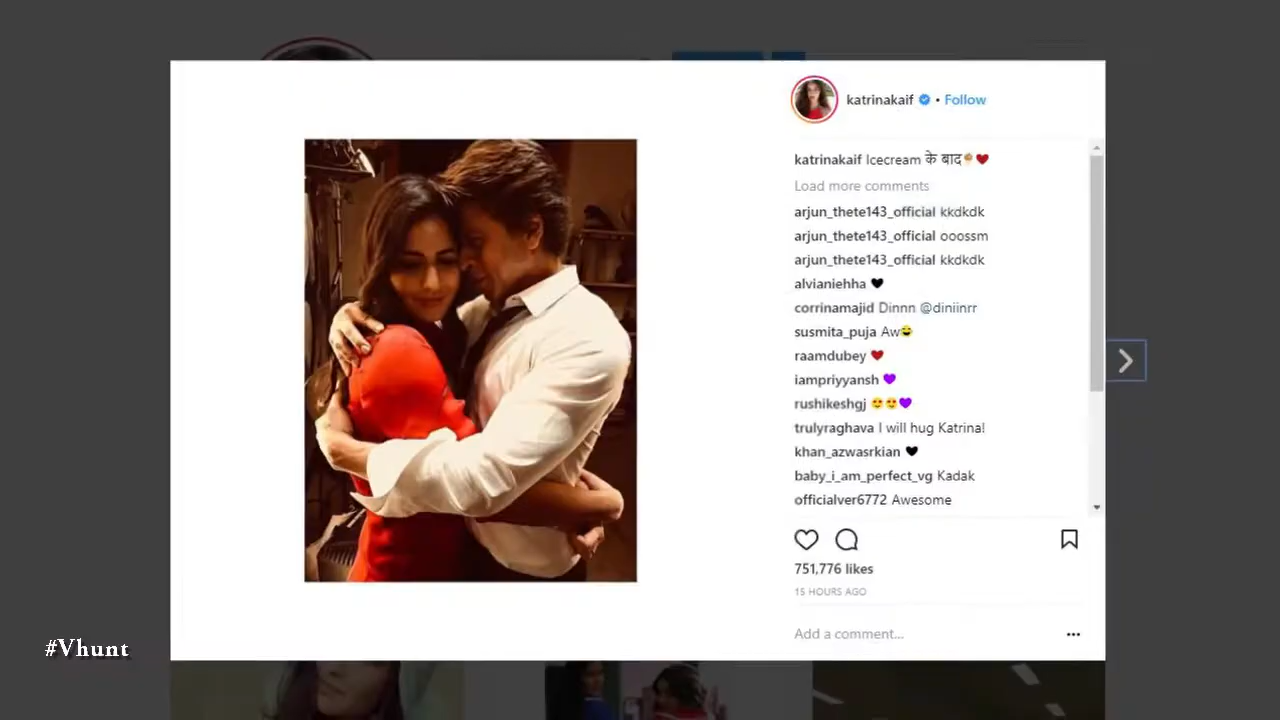 katrinakaif • Follow
katrinakaif Icecream के बाद🍧❤
Load more comments
arjun_thete143_official kkdkdk
arjun_thete143_official ooossm
arjun_thete143_official kkdkdk
alvianiehha 🖤
corrinamajid Dinnn @diniinrr
susmita_puja Aw😂
raamdubey ❤
iampriyyansh 💜
rushikeshgj 😍😍💜
trulyraghava I will hug Katrina!
khan_azwasrkian 🖤
baby_i_am_perfect_vg Kadak
officialver6772 Awesome
751,776 likes
15 HOURS AGO
Add a comment...
#Vhunt